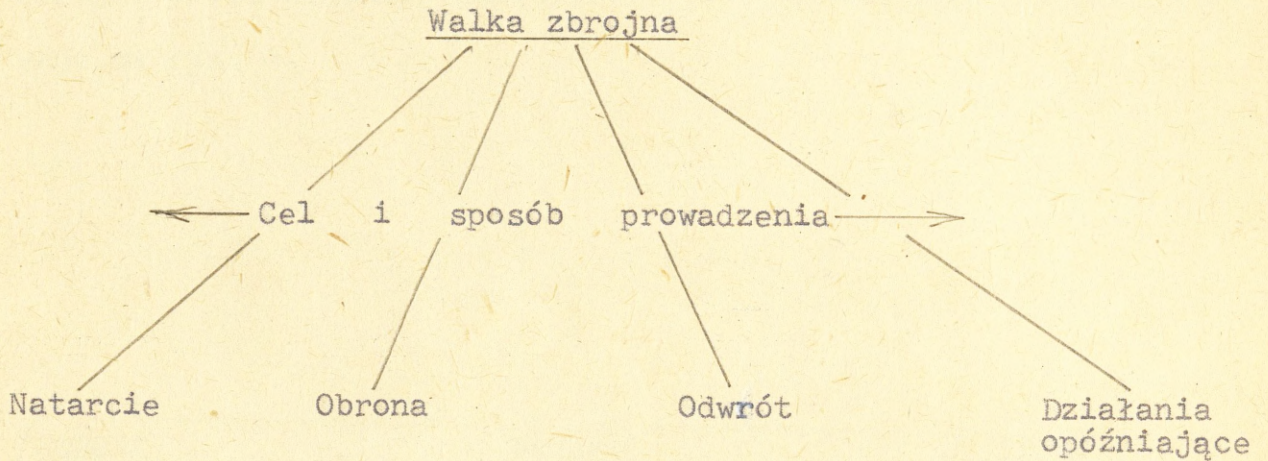 Walka zbrojna
Cel i sposób prowadzenia
Natarcie Obrona Odwrót Działania
opóźniające